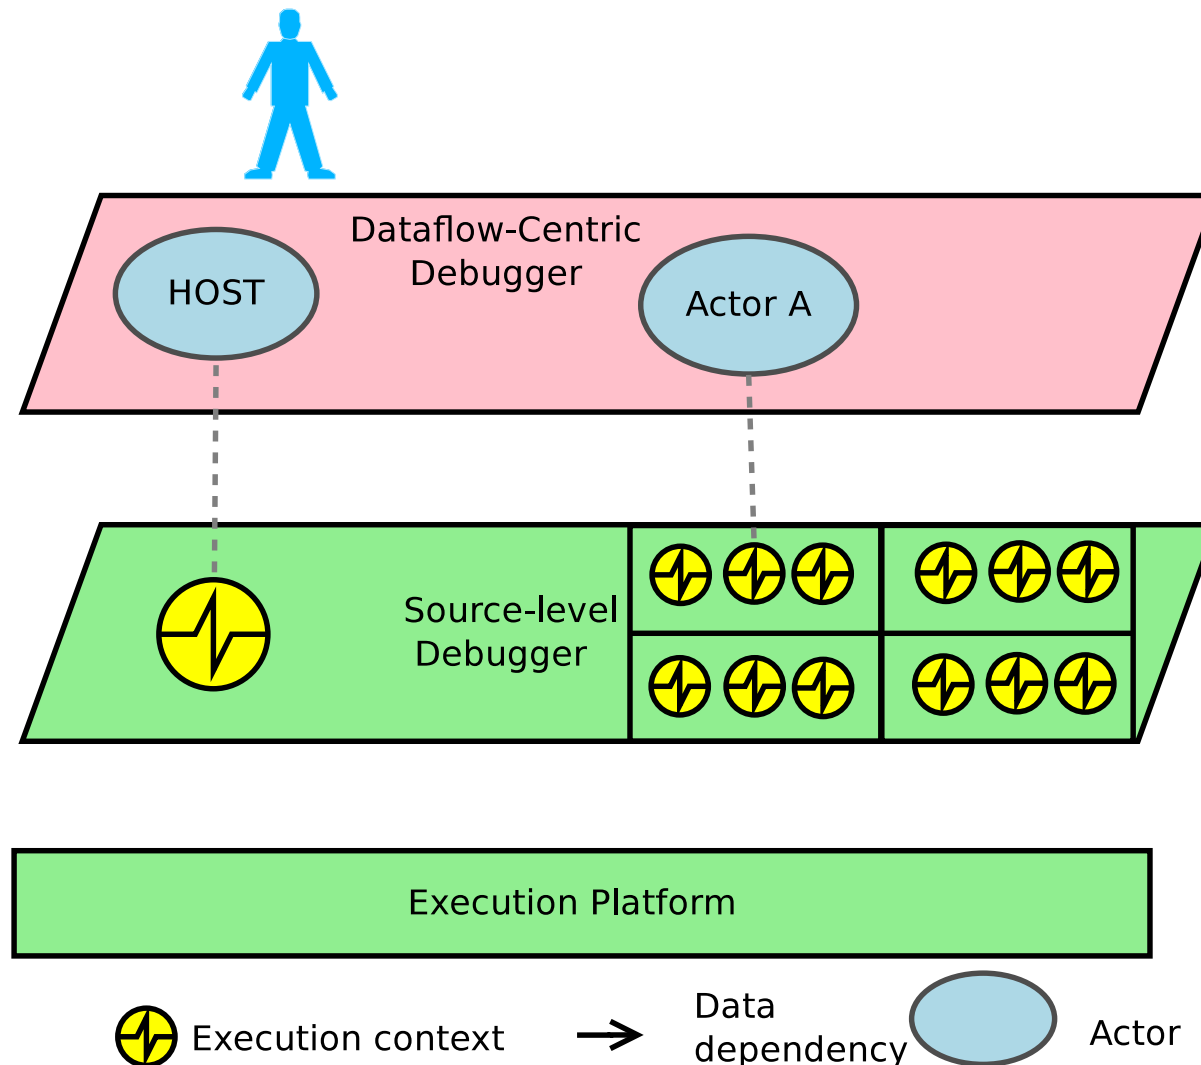 Dataflow-Centric
Debugger
HOST
Actor A
Source-level
Debugger
Execution Platform
Execution context
Data
dependency
Actor